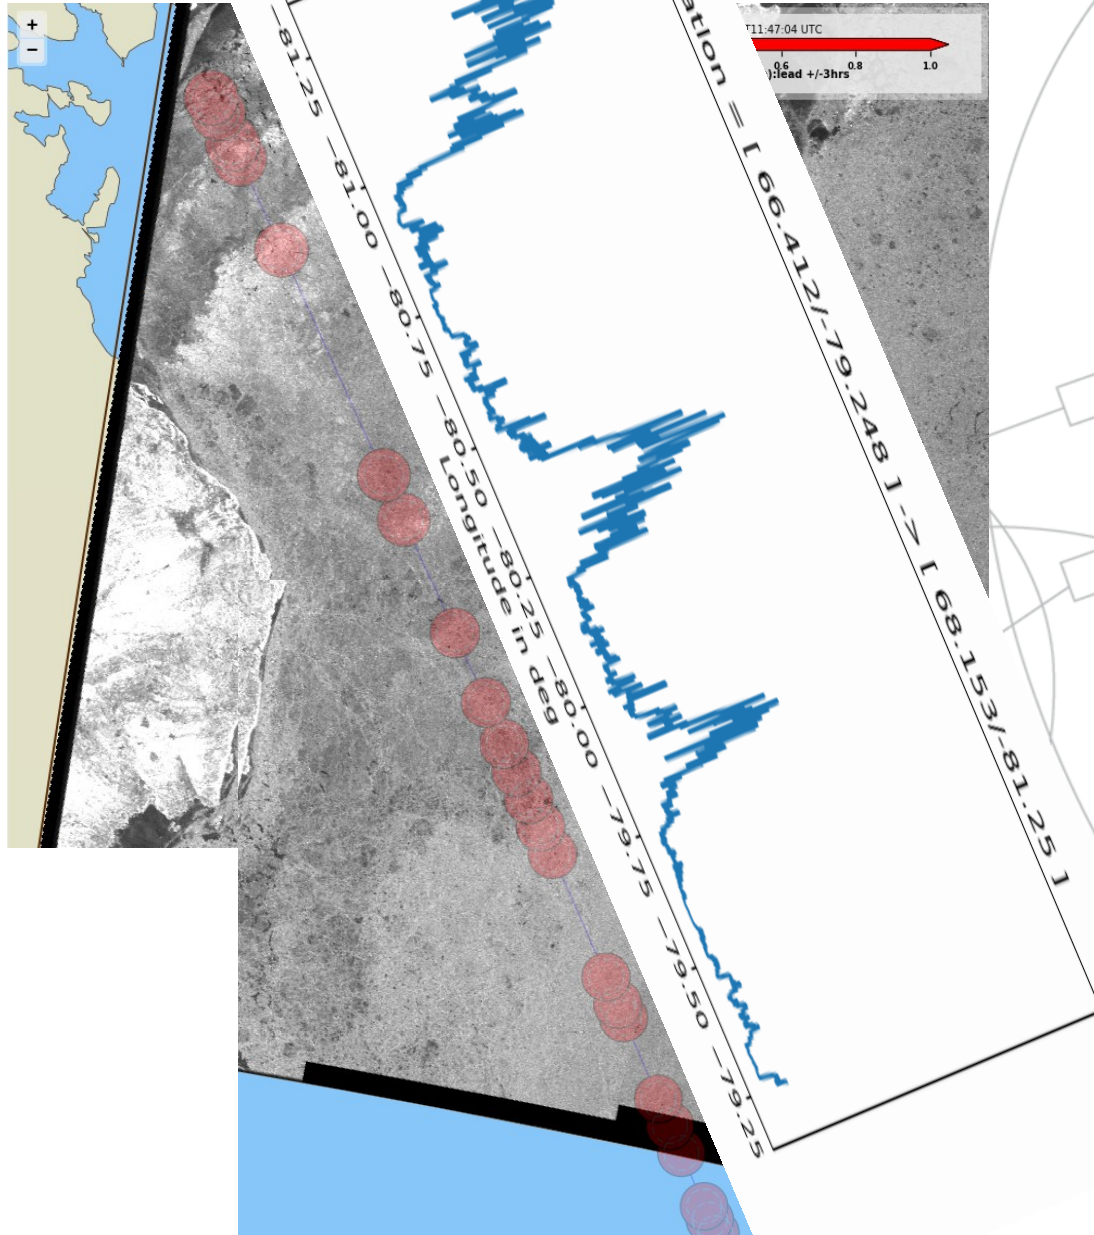 +
−
T11:47:04 UTC
0.6 0.8 1.0
):lead +/-3hrs
ation = [ 66.412/-79.248 ] -> [ 68.153/-81.25 ]
−81.25 −81.00 −80.75 −80.50 −80.25 −80.00 −79.75 −79.50 −79.25
Longitude in deg